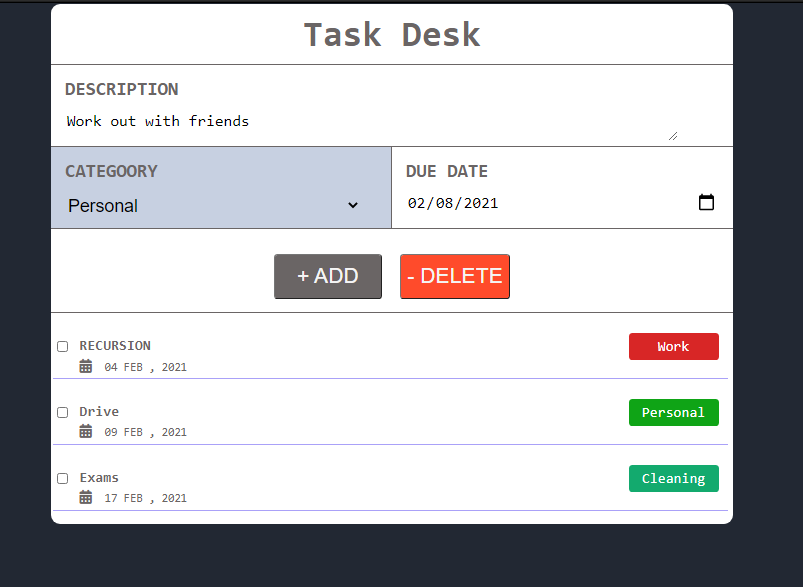 Task Desk
DESCRIPTION
Work out with friends
CATEGOORY
DUE DATE
Personal
02/08/2021
+ ADD
- DELETE
RECURSION
Work
04 FEB , 2021
Drive
Personal
09 FEB , 2021
Exams
Cleaning
17 FEB , 2021